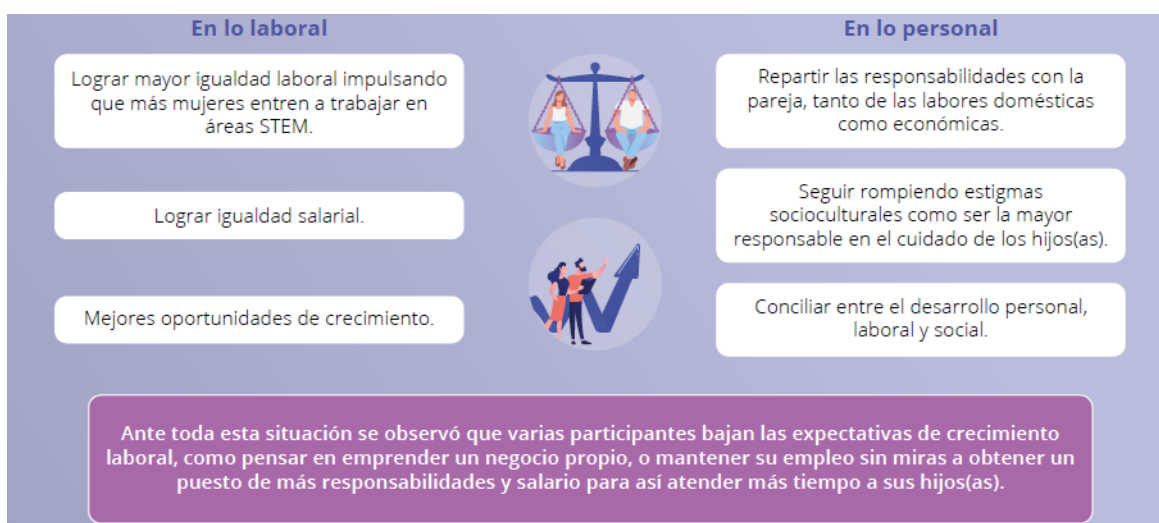 En lo laboral
Lograr mayor igualdad laboral impulsando
que más mujeres entren a trabajar en
áreas STEM.
Lograr igualdad salarial.
Mejores oportunidades de crecimiento.
En lo personal
Repartir las responsabilidades con la
pareja, tanto de las labores domésticas
como económicas.
Seguir rompiendo estigmas
socioculturales como ser la mayor
responsable en el cuidado de los hijos(as).
Conciliar entre el desarrollo personal,
laboral y social.
Ante toda esta situación se observó que varias participantes bajan las expectativas de crecimiento
laboral, como pensar en emprender un negocio propio, o mantener su empleo sin miras a obtener un
puesto de más responsabilidades y salario para así atender más tiempo a sus hijos(as).